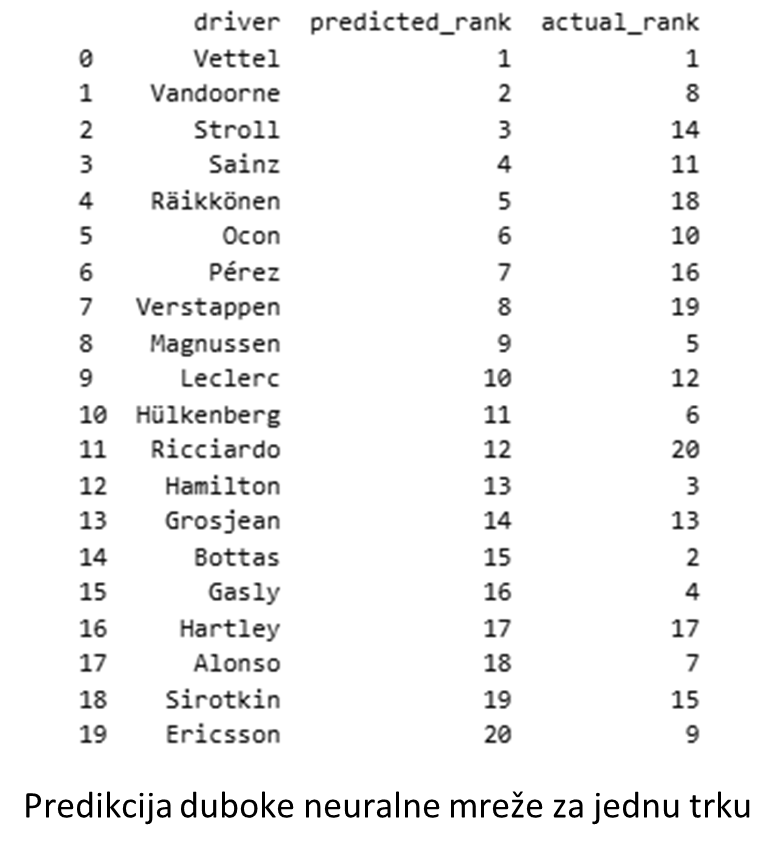 driver predicted_rank actual_rank
0 Vettel 1 1
1 Vandoorne 2 8
2 Stroll 3 14
3 Sainz 4 11
4 Räikkönen 5 18
5 Ocon 6 10
6 Pérez 7 16
7 Verstappen 8 19
8 Magnussen 9 5
9 Leclerc 10 12
10 Hülkenberg 11 6
11 Ricciardo 12 20
12 Hamilton 13 3
13 Grosjean 14 13
14 Bottas 15 2
15 Gasly 16 4
16 Hartley 17 17
17 Alonso 18 7
18 Sirotkin 19 15
19 Ericsson 20 9
Predikcija duboke neuralne mreže za jednu trku